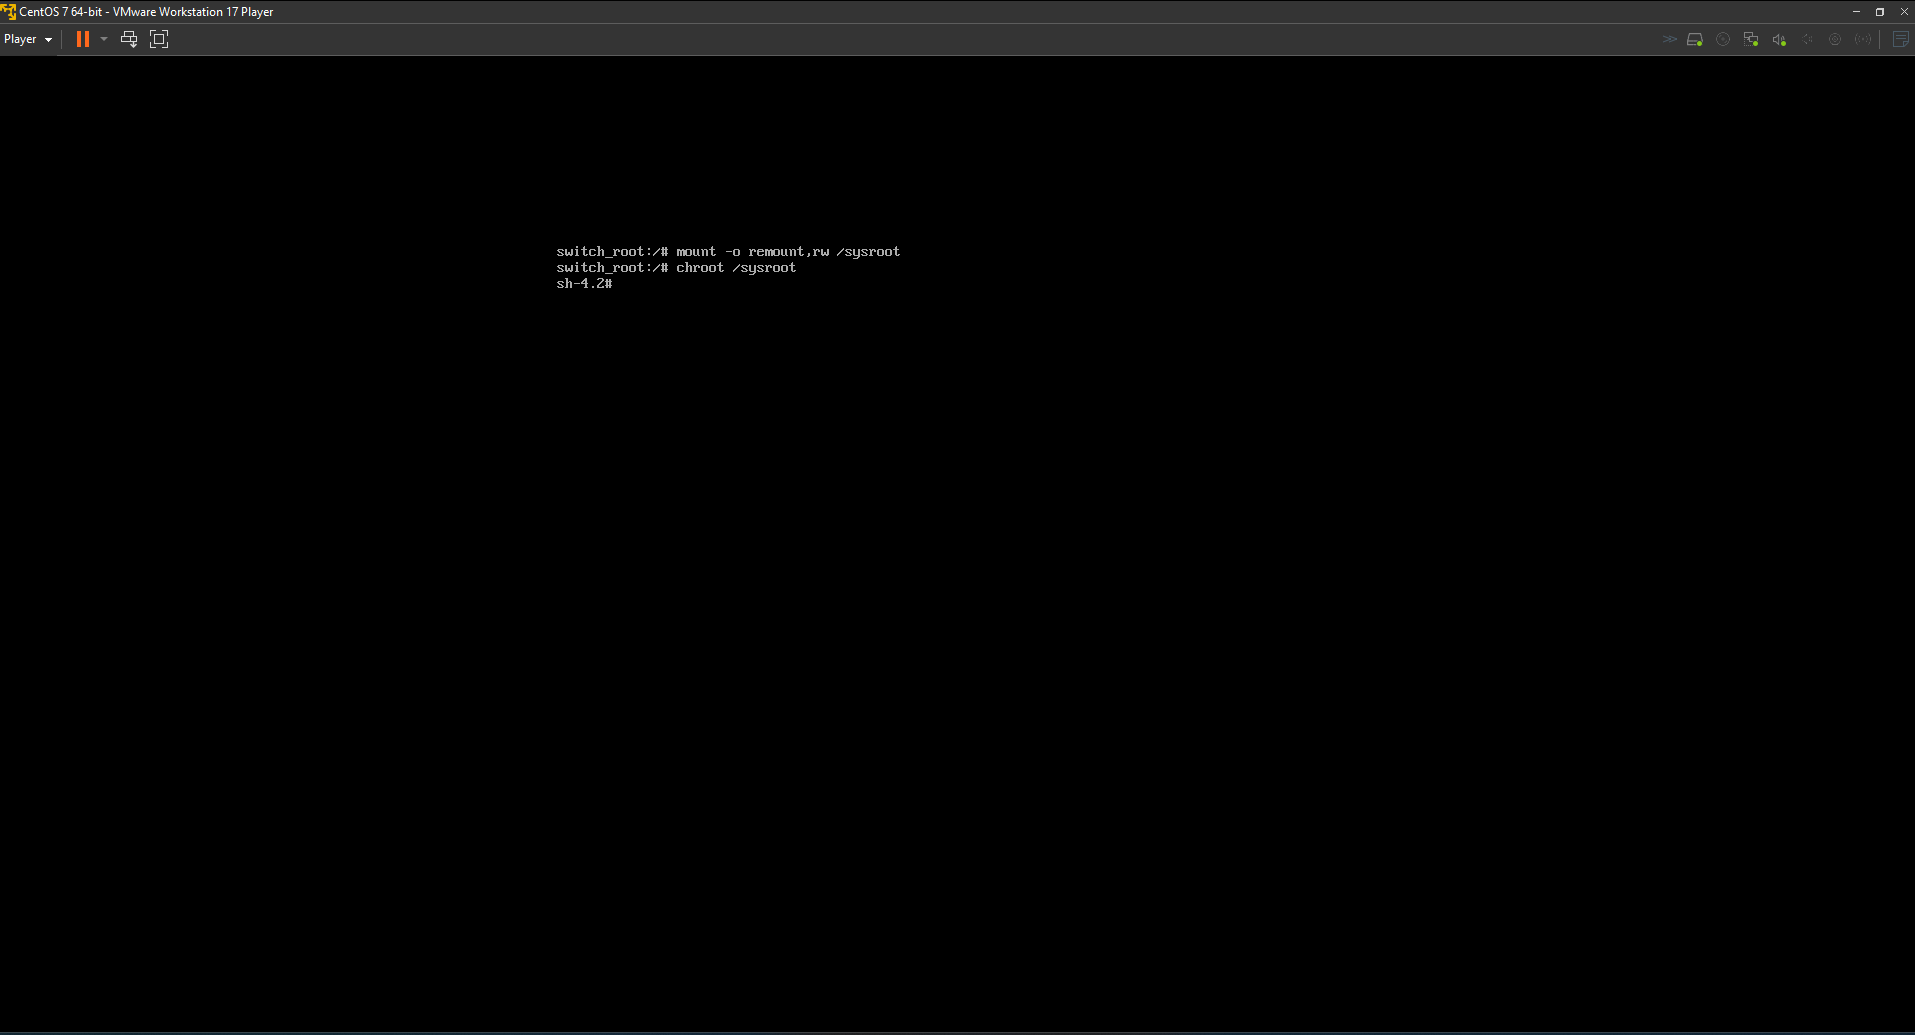 CentOS 7 64-bit - VMware Workstation 17 Player
Player
switch_root:/# mount -o remount,rw /sysroot
switch_root:/# chroot /sysroot
sh-4.2#